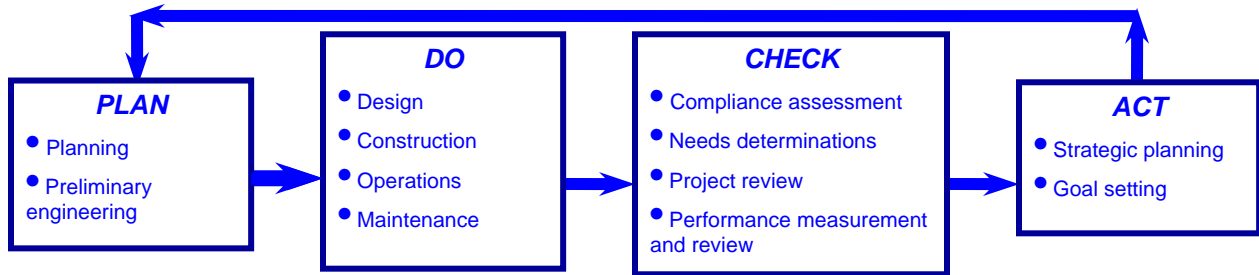 PLAN
• Planning
• Preliminary
engineering
DO
• Design
• Construction
• Operations
• Maintenance
CHECK
• Compliance assessment
• Needs determinations
• Project review
• Performance measurement
and review
ACT
• Strategic planning
• Goal setting